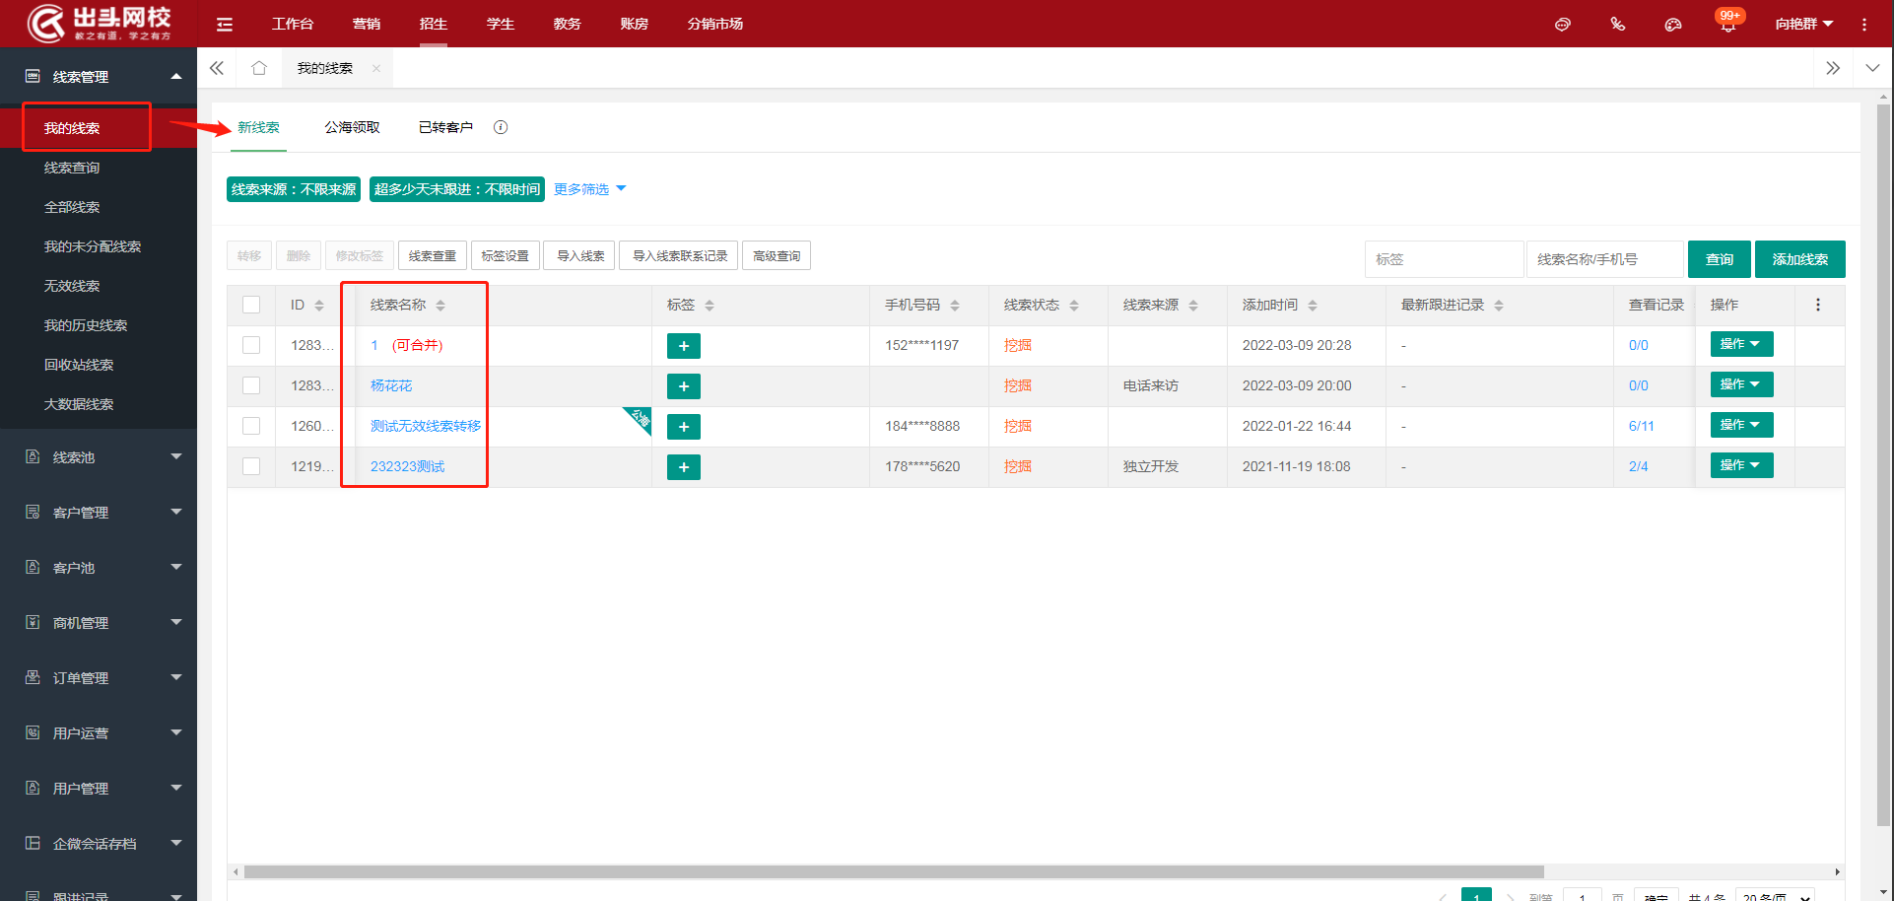 出头网校
教之有道，学之有方
工作台 营销 招生 学生 教务 账房 分销市场
99+
向艳群
线索管理
我的线索
线索查询
全部线索
我的未分配线索
无效线索
我的历史线索
回收站线索
大数据线索
线索池
客户管理
客户池
商机管理
订单管理
用户运营
用户管理
企微会话存档
跟进记录
我的线索 ×
新线索 公海领取 已转客户
线索来源：不限来源 超多少天未跟进：不限时间 更多筛选
转移 删除 修改标签 线索查重 标签设置 导入线索 导入线索联系记录 高级查询 标签 线索名称/手机号 查询 添加线索
ID 线索名称 标签 手机号码 线索状态 线索来源 添加时间 最新跟进记录 查看记录 操作
1283... 1 (可合并) + 152****1197 挖掘 2022-03-09 20:28 - 0/0 操作
1283... 杨花花 + 挖掘 电话来访 2022-03-09 20:00 - 0/0 操作
1260... 测试无效线索转移 公海 + 184****8888 挖掘 2022-01-22 16:44 - 6/11 操作
1219... 232323测试 + 178****5620 挖掘 独立开发 2021-11-19 18:08 - 2/4 操作
1 到第 1 页 确定 共 4 条 20 条/页